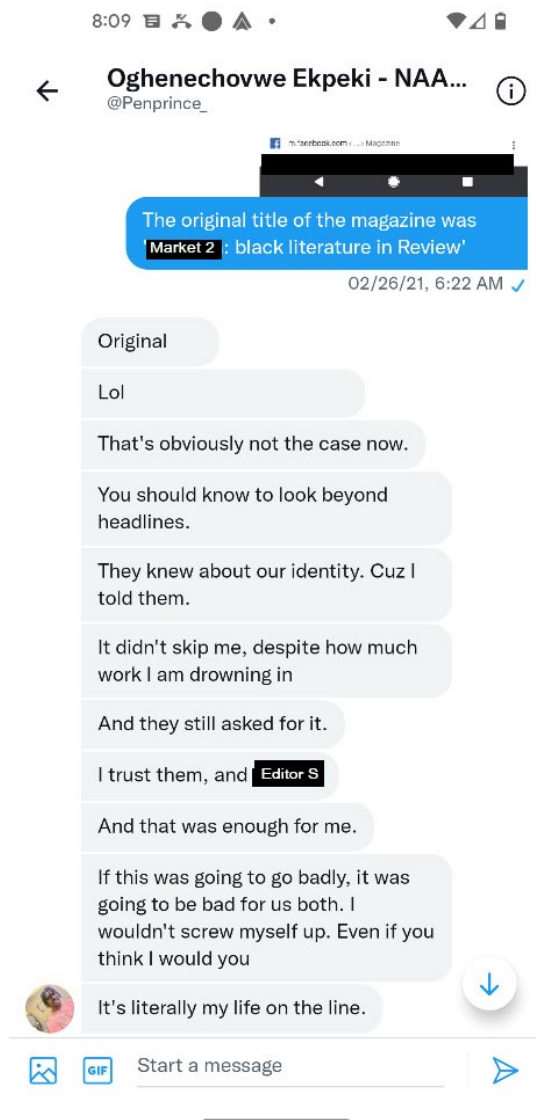 8:09
Oghenechovwe Ekpeki - NAA...
@Penprince_
m.facebook.com › ... › Magazine
The original title of the magazine was
'Market 2 : black literature in Review'
02/26/21, 6:22 AM
Original
Lol
That's obviously not the case now.
You should know to look beyond
headlines.
They knew about our identity. Cuz I
told them.
It didn't skip me, despite how much
work I am drowning in
And they still asked for it.
I trust them, and Editor S
And that was enough for me.
If this was going to go badly, it was
going to be bad for us both. I
wouldn't screw myself up. Even if you
think I would you
It's literally my life on the line.
GIF
Start a message